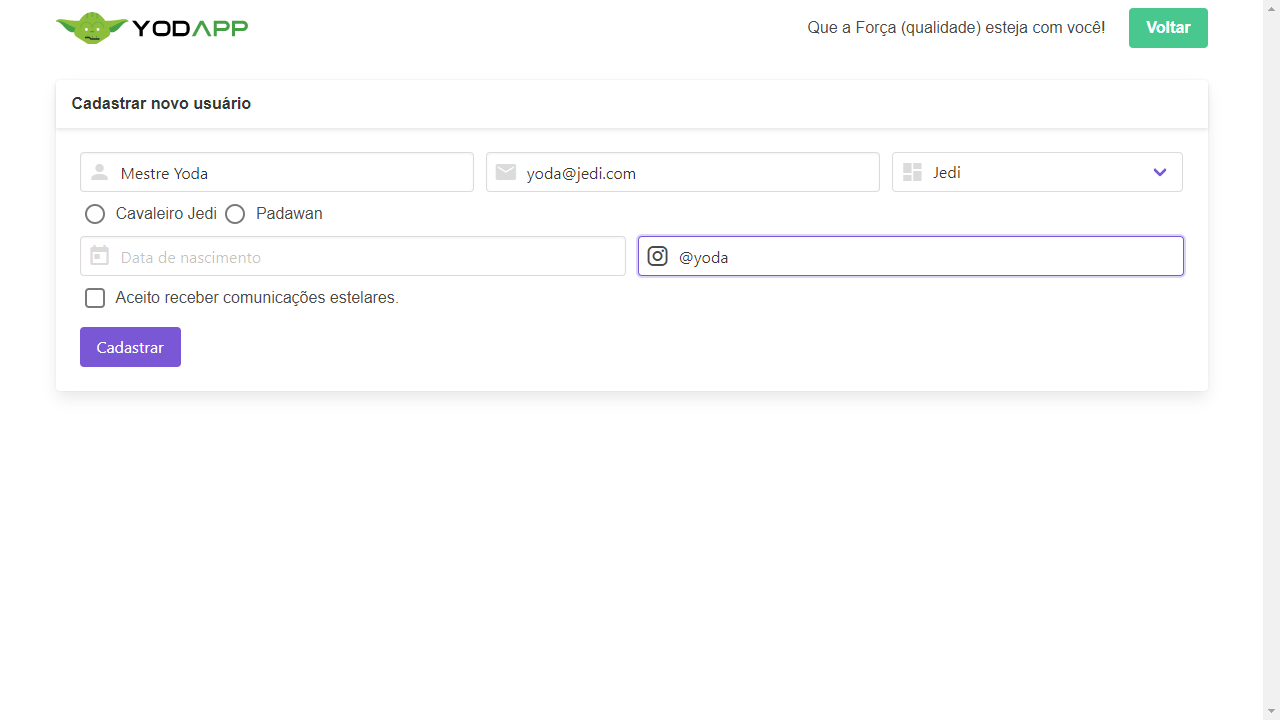 YODAPP
Que a Força (qualidade) esteja com você!
Voltar
Cadastrar novo usuário
Mestre Yoda
yoda@jedi.com
Jedi
Cavaleiro Jedi
Padawan
Data de nascimento
@yoda
Aceito receber comunicações estelares.
Cadastrar